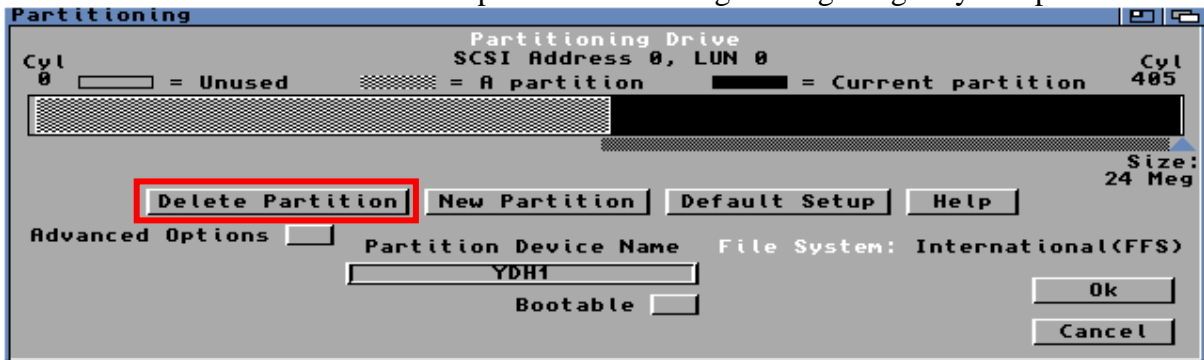 Partitioning
Partitioning Drive
SCSI Address 0, LUN 0
Cyl
0
= Unused
= A partition
= Current partition
Cyl
405
Size:
24 Meg
Delete Partition
New Partition
Default Setup
Help
Advanced Options
Partition Device Name
File System:
International(FFS)
YDH1
Bootable
Ok
Cancel